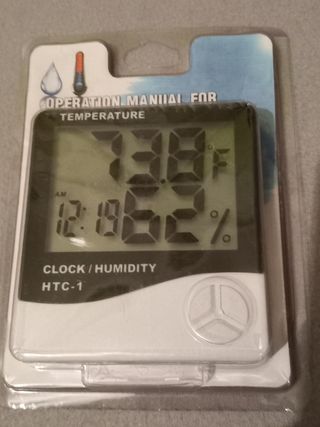 OPERATION MANUAL FOR
TEMPERATURE
73.8°F
AM
12:19 62%
CLOCK/HUMIDITY
HTC-1